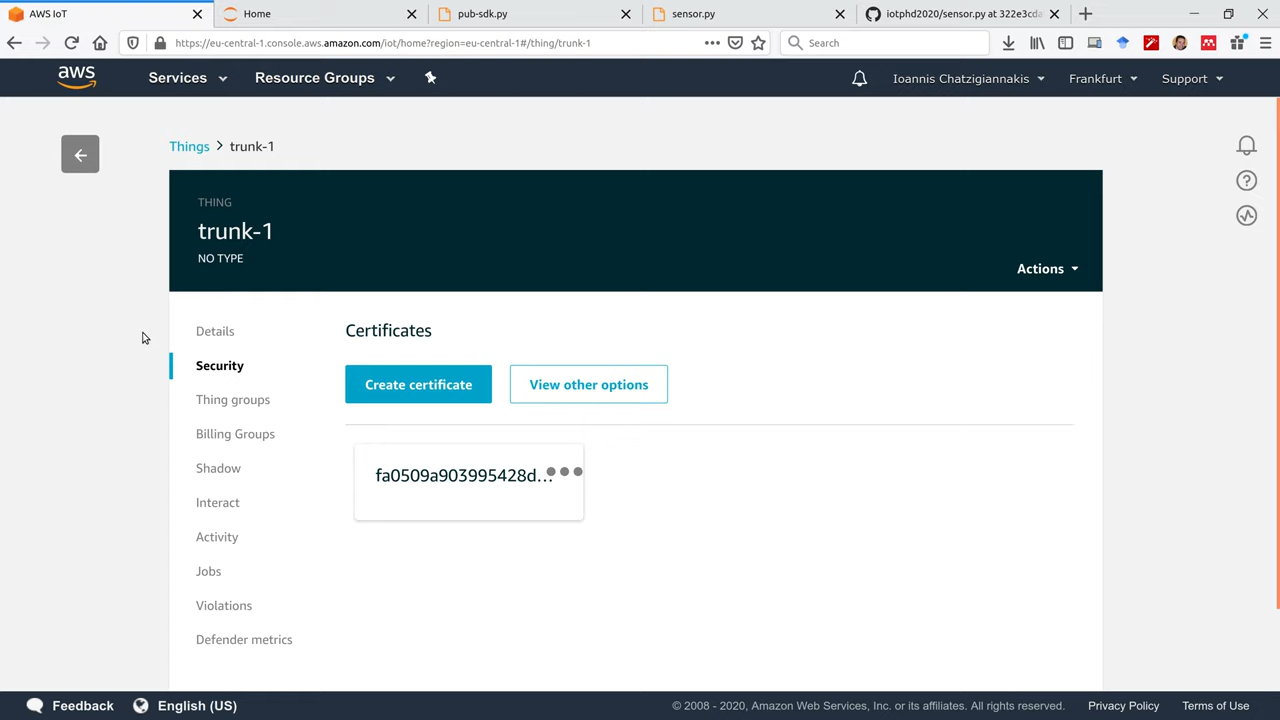 AWS IoT
Home
pub-sdk.py
sensor.py
iotphd2020/sensor.py at 322e3cda
https://eu-central-1.console.aws.amazon.com/iot/home?region=eu-central-1#/thing/trunk-1
Search
aws
Services
Resource Groups
Ioannis Chatzigiannakis
Frankfurt
Support
Things > trunk-1
THING
trunk-1
NO TYPE
Actions
Details
Security
Thing groups
Billing Groups
Shadow
Interact
Activity
Jobs
Violations
Defender metrics
Certificates
Create certificate
View other options
fa0509a903995428d...
Feedback
English (US)
© 2008 - 2020, Amazon Web Services, Inc. or its affiliates. All rights reserved.
Privacy Policy
Terms of Use